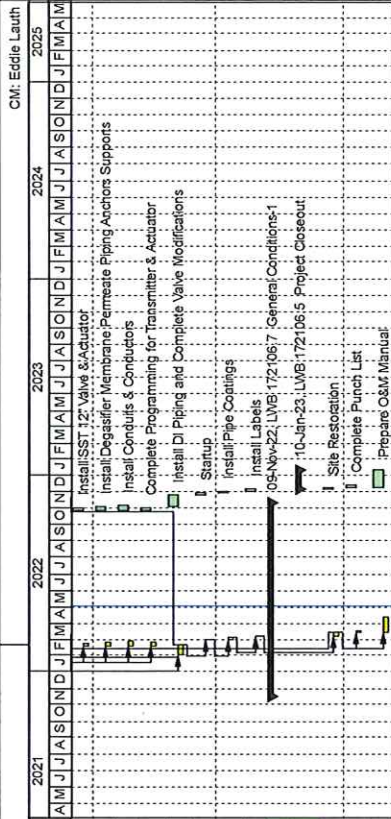 CM: Eddie Lauth
2021 2022 2023 2024 2025
A M J J A S O N D J F M A M J J A S O N D J F M A M J J A S O N D J F M A M J J A S O N D J F M A M
Install SST 12" Valve & Actuator
Install Degasifier Membrane Permeate Piping Anchors Supports
Install Conduits & Conductors
Complete Programming for Transmitter & Actuator
Install DI Piping and Complete Valve Modifications
Startup
Install Pipe Coatings
Install Labels
09-Nov-22, LWB-172106.7 General Conditions-1
10-Jan-23, LWB-172106.5 Project Closeout
Site Restoration
Complete Punch List
Prepare O&M Manual